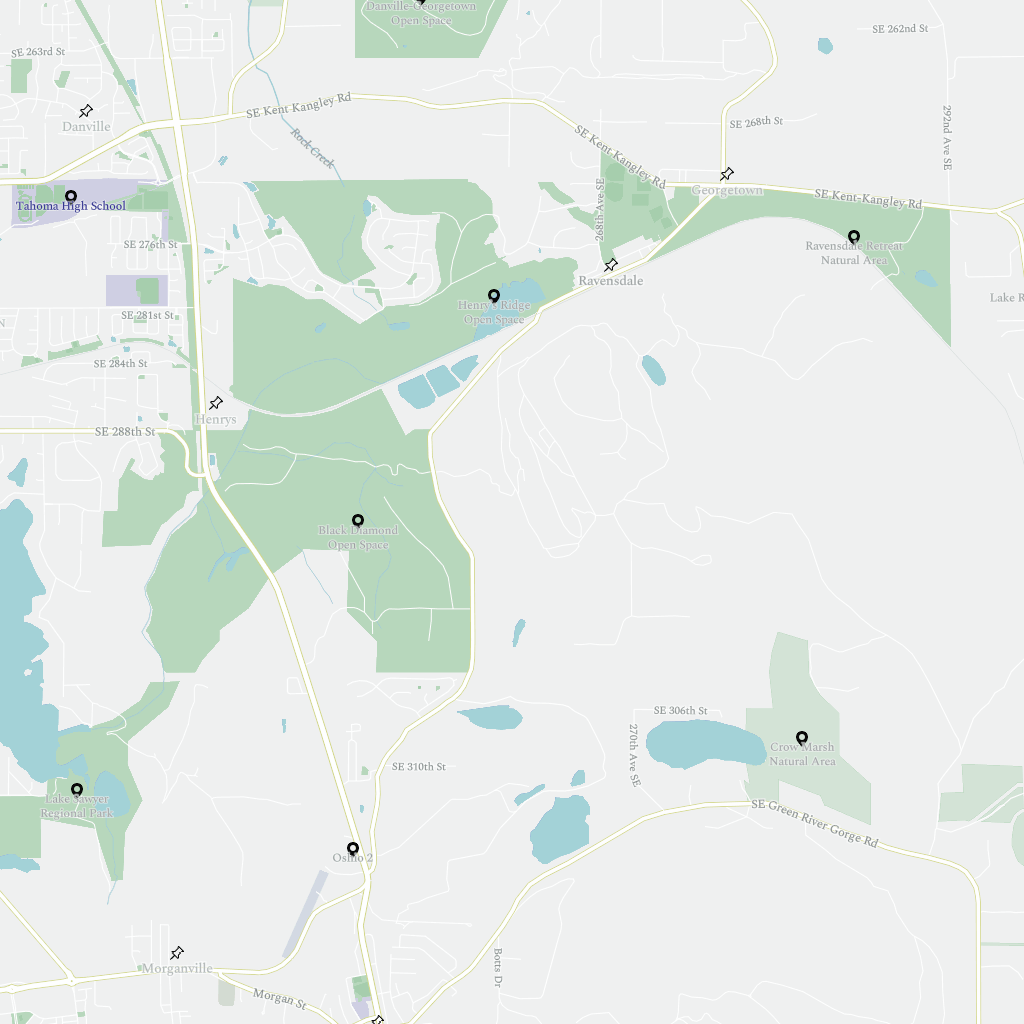 Danville-Georgetown
Open Space
SE 262nd St
SE 263rd St
SE Kent Kangley Rd
Danville
Rock Creek
SE Kent Kangley Rd
SE 268th St
292nd Ave SE
Georgetown
SE Kent-Kangley Rd
Tahoma High School
268th Ave SE
SE 276th St
Ravensdale Retreat
Natural Area
Ravensdale
Lake R
Henry's Ridge
Open Space
SE 281st St
N
SE 284th St
Henrys
SE 288th St
Black Diamond
Open Space
SE 306th St
270th Ave SE
Crow Marsh
Natural Area
SE 310th St
Lake Sawyer
Regional Park
SE Green River Gorge Rd
Osino 2
Morganville
Botts Dr
Morgan St